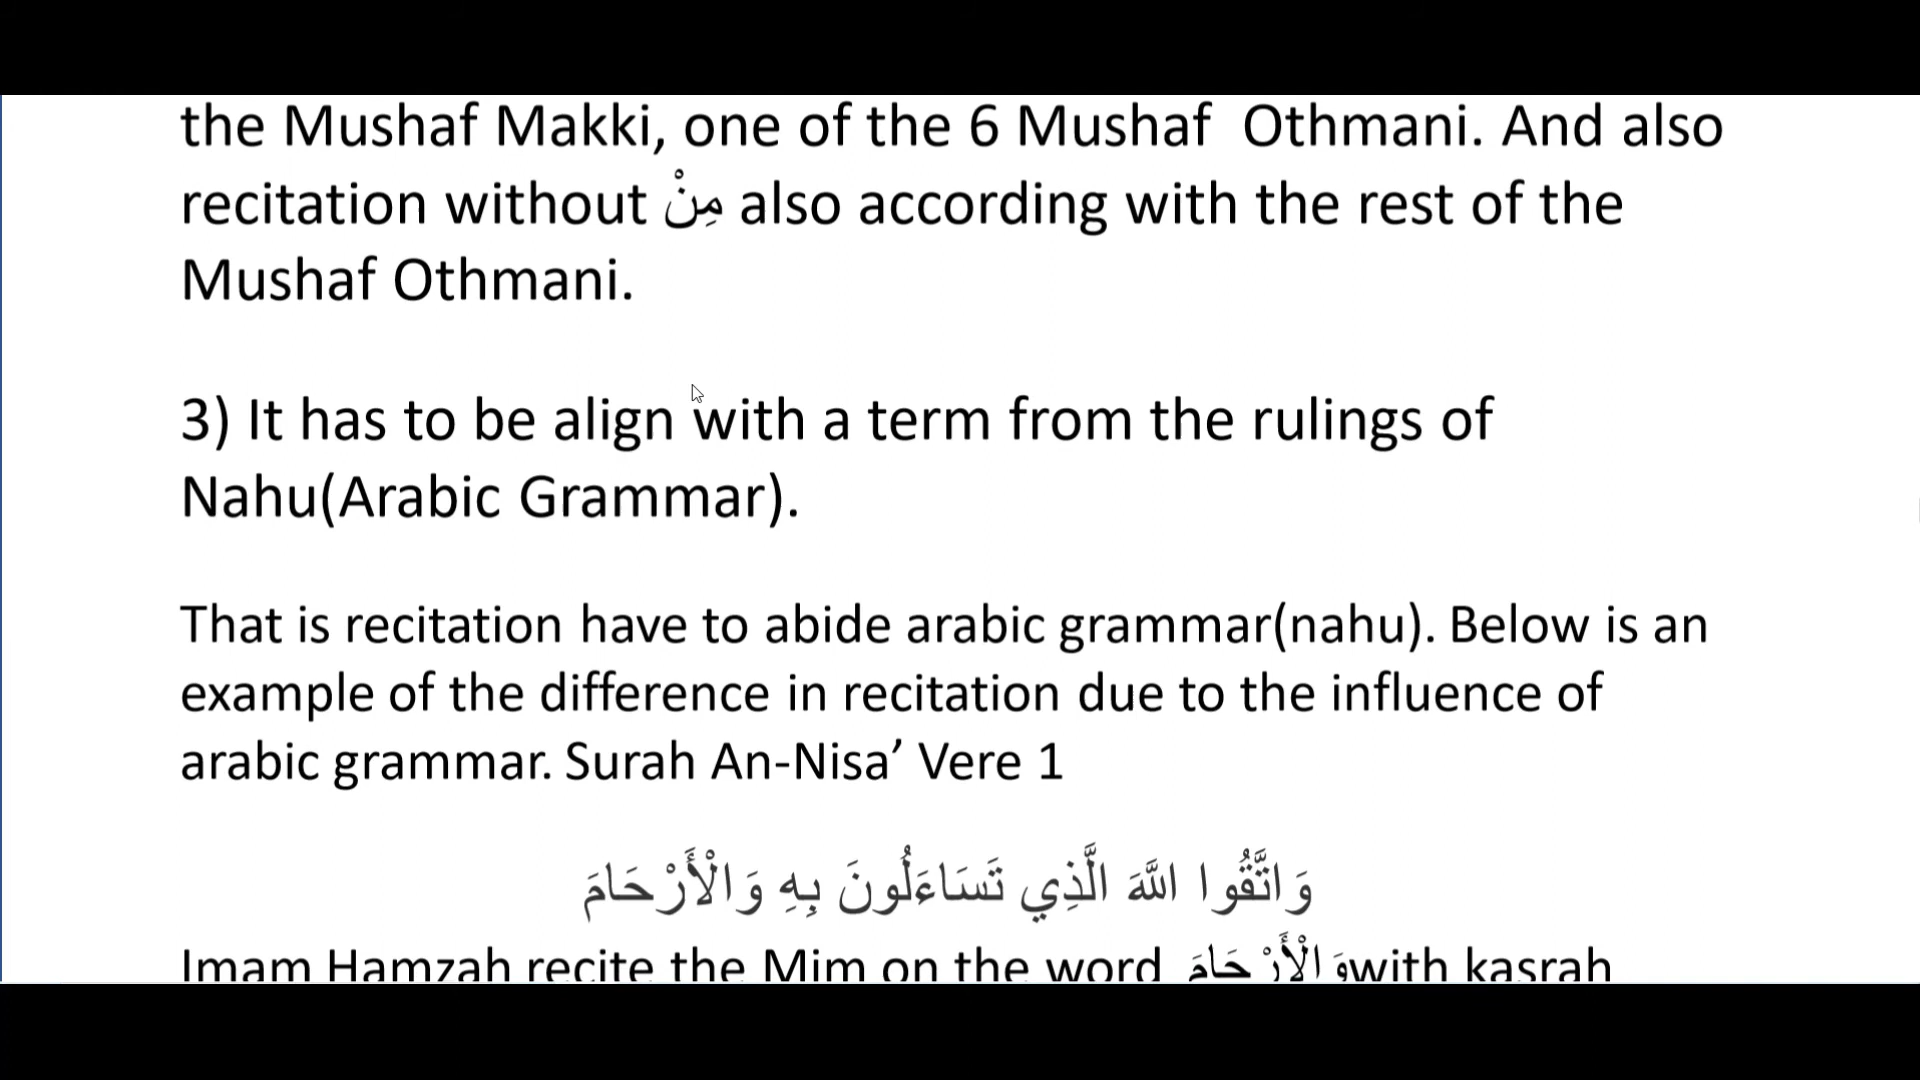 the Mushaf Makki, one of the 6 Mushaf  Othmani. And also
recitation without مِنْ also according with the rest of the
Mushaf Othmani.
3) It has to be align with a term from the rulings of
Nahu(Arabic Grammar).
That is recitation have to abide arabic grammar(nahu). Below is an
example of the difference in recitation due to the influence of
arabic grammar. Surah An-Nisa’ Vere 1
وَاتَّقُوا اللَّهَ الَّذِي تَسَاءَلُونَ بِهِ وَالْأَرْحَامَ
Imam Hamzah recite the Mim on the word وَالْأَرْحَامَ with kasrah